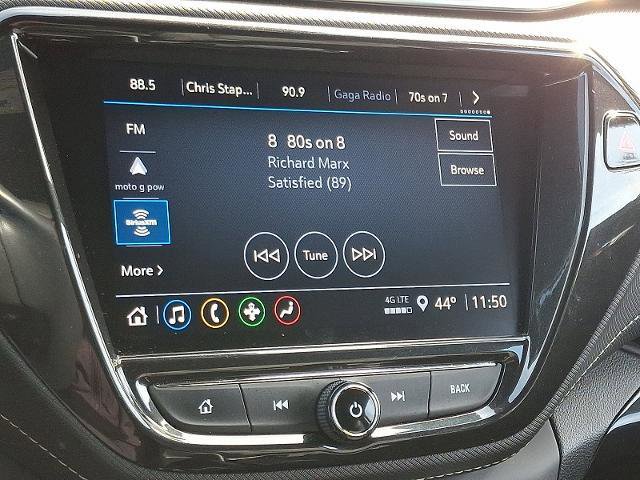 88.5 Chris Stap... 90.9 Gaga Radio 70s on 7 >
FM
8 80s on 8
Sound
Richard Marx
Browse
moto g pow
Satisfied (89)
SiriusXM
Tune
More >
4G LTE 44° 11:50
BACK